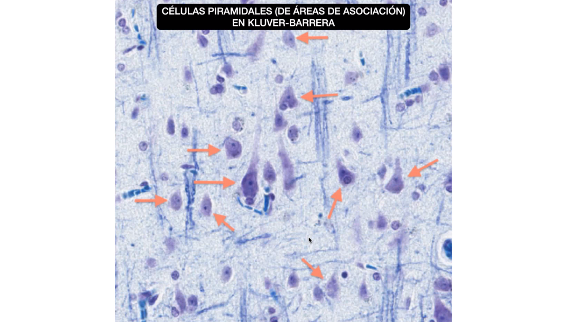 CÉLULAS PIRAMIDALES (DE ÁREAS DE ASOCIACIÓN)
EN KLUVER-BARRERA